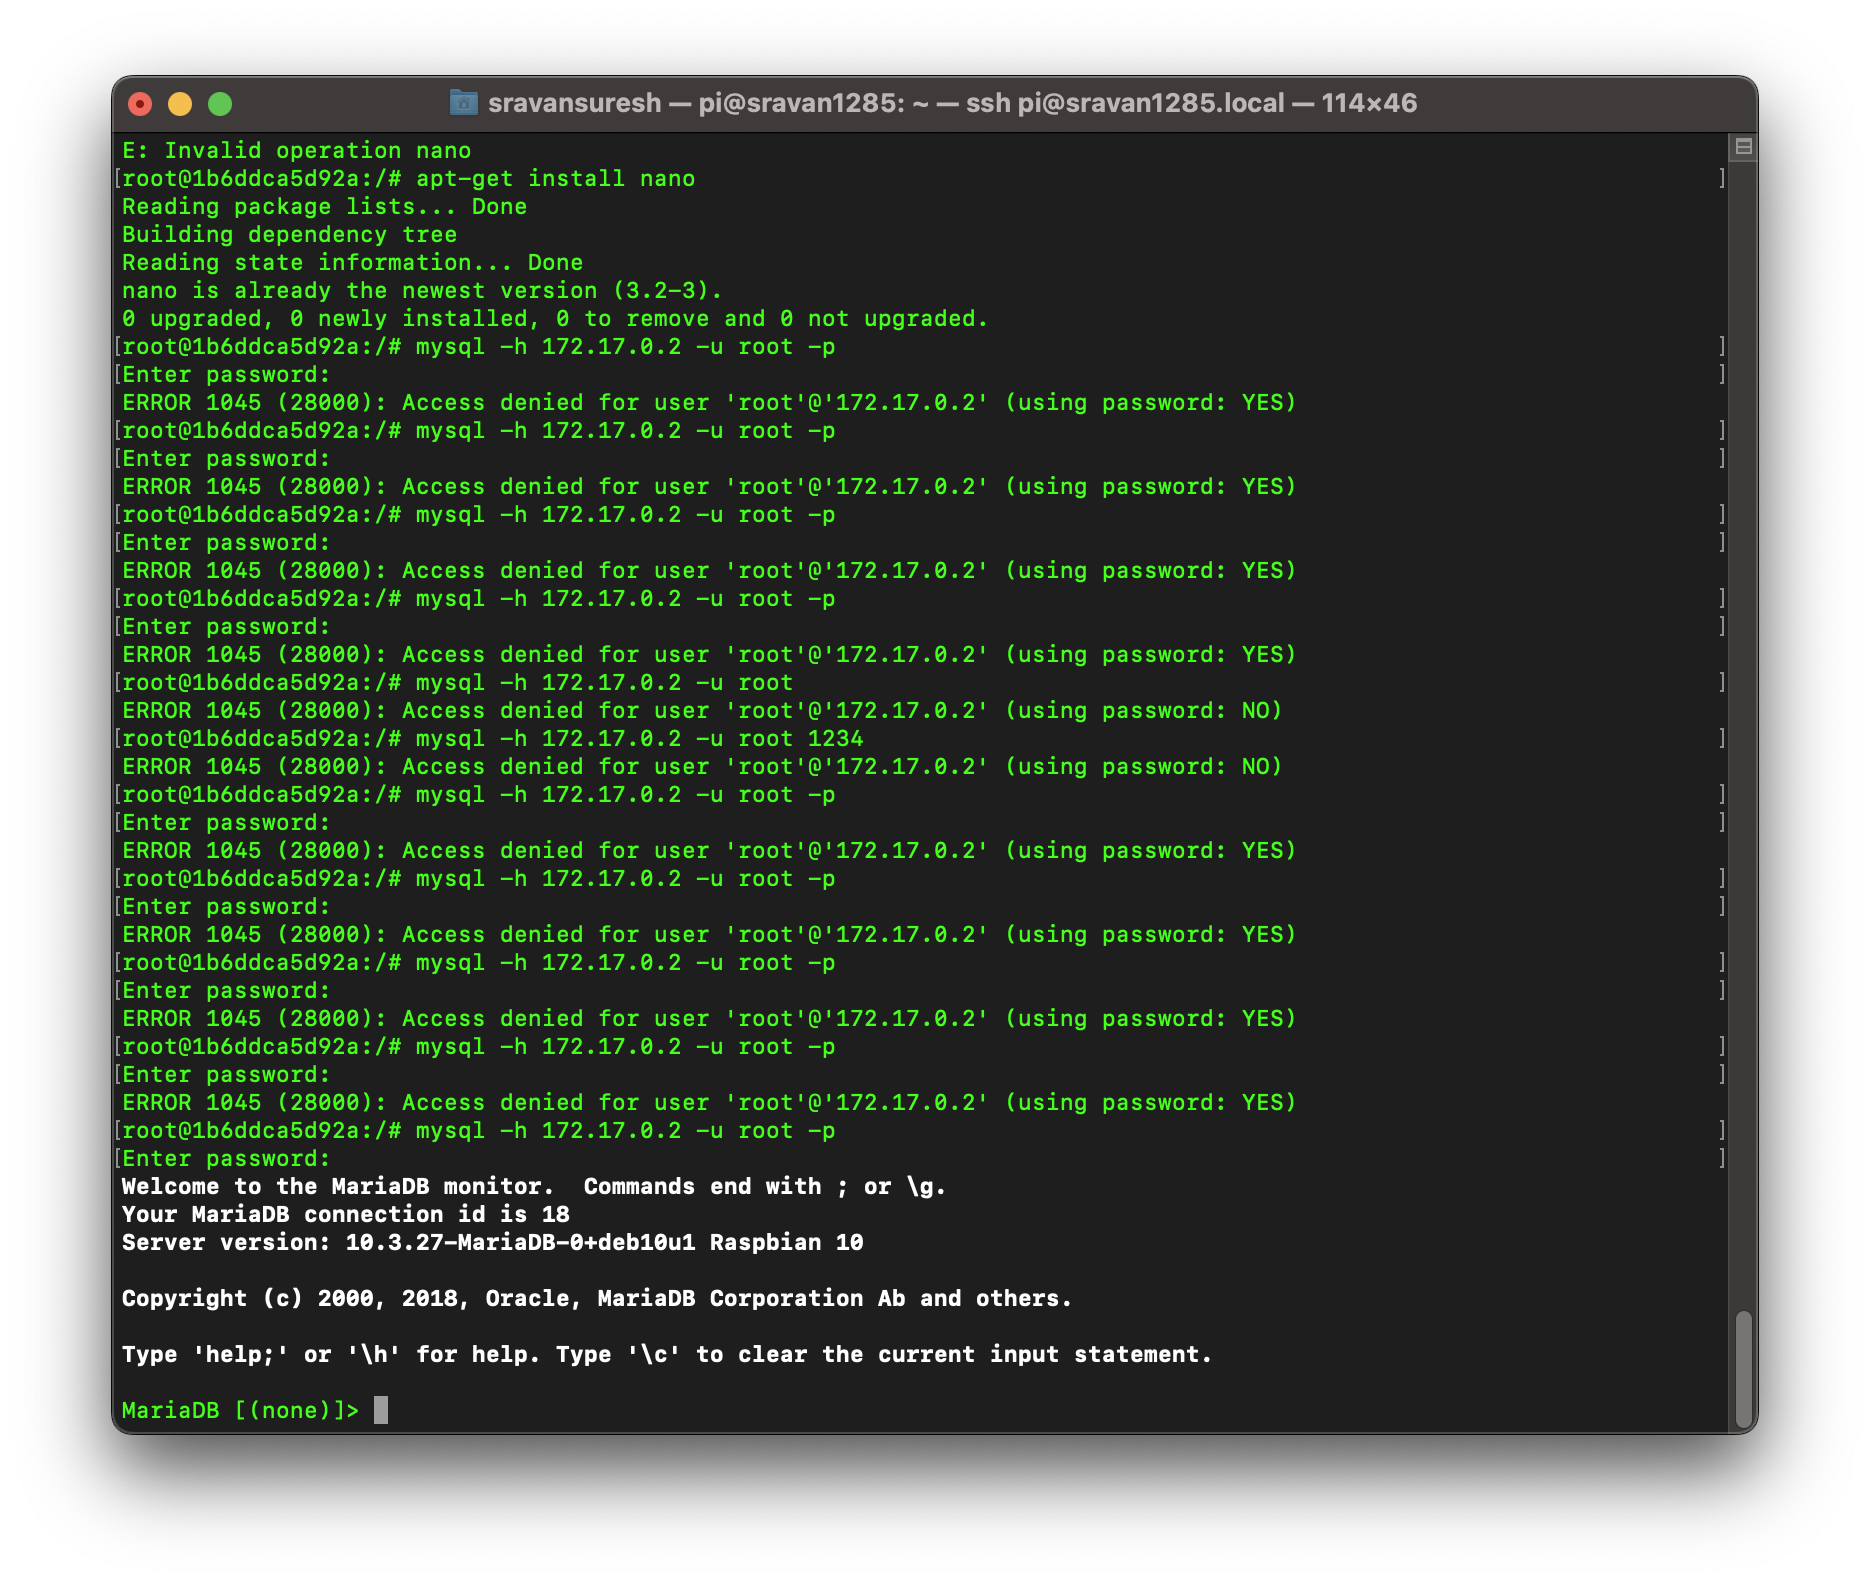 sravansuresh — pi@sravan1285: ~ — ssh pi@sravan1285.local — 114×46
E: Invalid operation nano
[root@1b6ddca5d92a:/# apt-get install nano ]
Reading package lists... Done
Building dependency tree
Reading state information... Done
nano is already the newest version (3.2-3).
0 upgraded, 0 newly installed, 0 to remove and 0 not upgraded.
[root@1b6ddca5d92a:/# mysql -h 172.17.0.2 -u root -p ]
[Enter password: ]
ERROR 1045 (28000): Access denied for user 'root'@'172.17.0.2' (using password: YES)
[root@1b6ddca5d92a:/# mysql -h 172.17.0.2 -u root -p ]
[Enter password: ]
ERROR 1045 (28000): Access denied for user 'root'@'172.17.0.2' (using password: YES)
[root@1b6ddca5d92a:/# mysql -h 172.17.0.2 -u root -p ]
[Enter password: ]
ERROR 1045 (28000): Access denied for user 'root'@'172.17.0.2' (using password: YES)
[root@1b6ddca5d92a:/# mysql -h 172.17.0.2 -u root -p ]
[Enter password: ]
ERROR 1045 (28000): Access denied for user 'root'@'172.17.0.2' (using password: YES)
[root@1b6ddca5d92a:/# mysql -h 172.17.0.2 -u root ]
ERROR 1045 (28000): Access denied for user 'root'@'172.17.0.2' (using password: NO)
[root@1b6ddca5d92a:/# mysql -h 172.17.0.2 -u root 1234 ]
ERROR 1045 (28000): Access denied for user 'root'@'172.17.0.2' (using password: NO)
[root@1b6ddca5d92a:/# mysql -h 172.17.0.2 -u root -p ]
[Enter password: ]
ERROR 1045 (28000): Access denied for user 'root'@'172.17.0.2' (using password: YES)
[root@1b6ddca5d92a:/# mysql -h 172.17.0.2 -u root -p ]
[Enter password: ]
ERROR 1045 (28000): Access denied for user 'root'@'172.17.0.2' (using password: YES)
[root@1b6ddca5d92a:/# mysql -h 172.17.0.2 -u root -p ]
[Enter password: ]
ERROR 1045 (28000): Access denied for user 'root'@'172.17.0.2' (using password: YES)
[root@1b6ddca5d92a:/# mysql -h 172.17.0.2 -u root -p ]
[Enter password: ]
ERROR 1045 (28000): Access denied for user 'root'@'172.17.0.2' (using password: YES)
[root@1b6ddca5d92a:/# mysql -h 172.17.0.2 -u root -p ]
[Enter password: ]
Welcome to the MariaDB monitor.  Commands end with ; or \g.
Your MariaDB connection id is 18
Server version: 10.3.27-MariaDB-0+deb10u1 Raspbian 10
Copyright (c) 2000, 2018, Oracle, MariaDB Corporation Ab and others.
Type 'help;' or '\h' for help. Type '\c' to clear the current input statement.
MariaDB [(none)]>